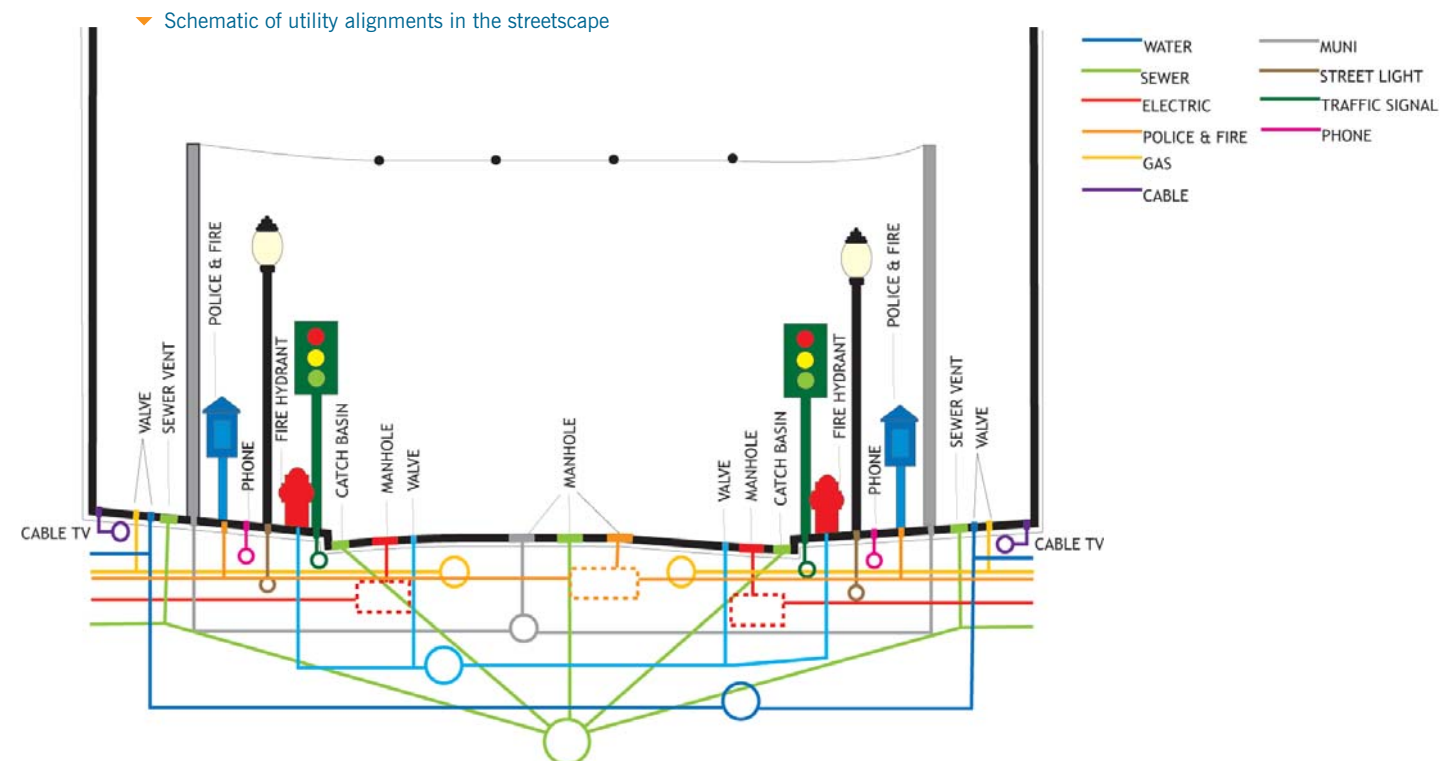 Schematic of utility alignments in the streetscape
WATER
SEWER
ELECTRIC
POLICE & FIRE
GAS
CABLE
MUNI
STREET LIGHT
TRAFFIC SIGNAL
PHONE
CABLE TV
VALVE
SEWER VENT
POLICE & FIRE
PHONE
FIRE HYDRANT
CATCH BASIN
MANHOLE
VALVE
MANHOLE
VALVE
MANHOLE
CATCH BASIN
FIRE HYDRANT
PHONE
POLICE & FIRE
SEWER VENT
VALVE
CABLE TV